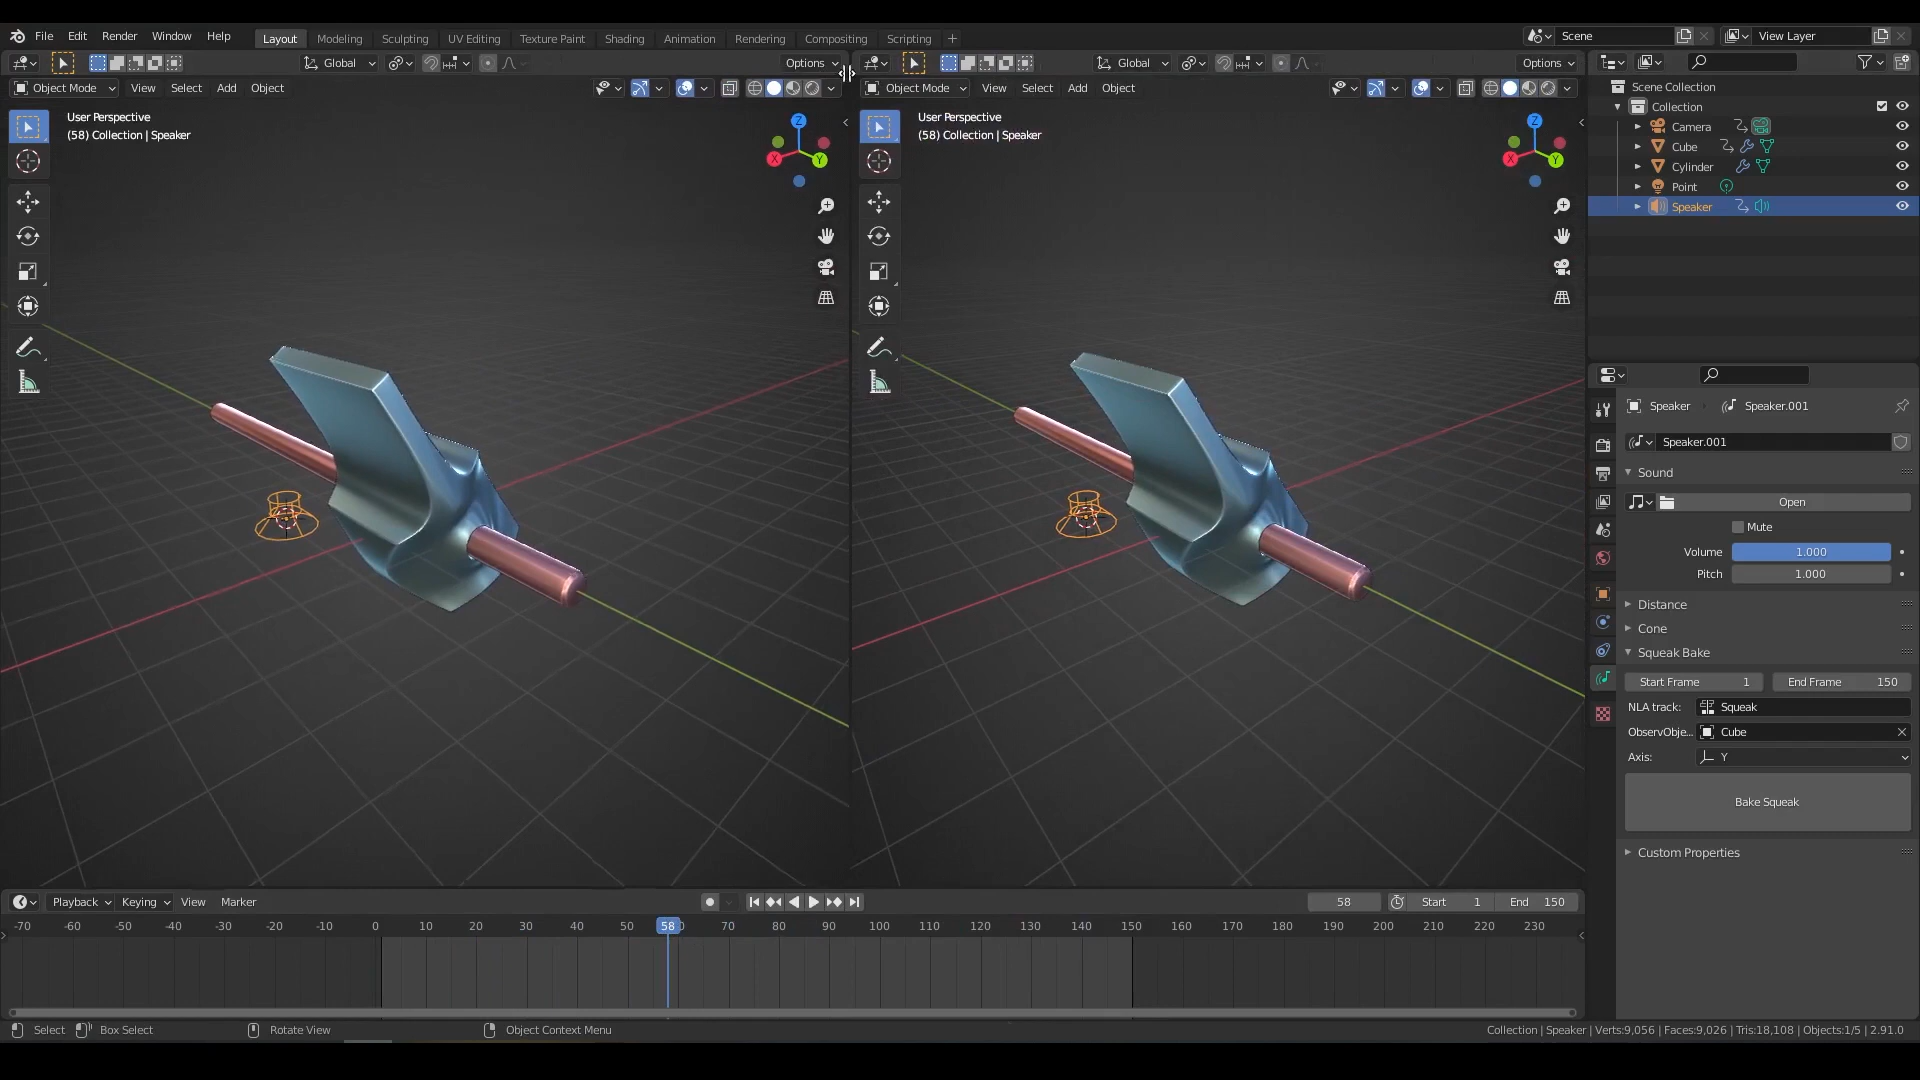 File Edit Render Window Help Layout Modeling Sculpting UV Editing Texture Paint Shading Animation Rendering Compositing Scripting + Scene View Layer
Global Options Global Options
Object Mode View Select Add Object Object Mode View Select Add Object
User Perspective
(58) Collection | Speaker
Z
X
Y
User Perspective
(58) Collection | Speaker
Z
X
Y
Scene Collection
Collection
Camera
Cube
Cylinder
Point
Speaker
Speaker Speaker.001
Speaker.001
Sound
Open
Mute
Volume 1.000
Pitch 1.000
Distance
Cone
Squeak Bake
Start Frame 1 End Frame 150
NLA track: Squeak
ObservObje... Cube
Axis: Y
Bake Squeak
Custom Properties
Playback Keying View Marker 58 Start 1 End 150
-70 -60 -50 -40 -30 -20 -10 0 10 20 30 40 50 58 70 80 90 100 110 120 130 140 150 160 170 180 190 200 210 220 230
Select Box Select Rotate View Object Context Menu Collection | Speaker | Verts:9,056 | Faces:9,026 | Tris:18,108 | Objects:1/5 | 2.91.0